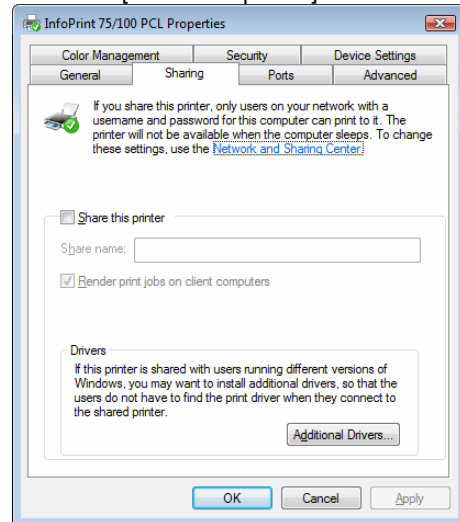 InfoPrint 75/100 PCL Properties
Color Management Security Device Settings
General Sharing Ports Advanced
If you share this printer, only users on your network with a
username and password for this computer can print to it. The
printer will not be available when the computer sleeps. To change
these settings, use the Network and Sharing Center.
Share this printer
Share name:
Render print jobs on client computers
Drivers
If this printer is shared with users running different versions of
Windows, you may want to install additional drivers, so that the
users do not have to find the print driver when they connect to
the shared printer.
Additional Drivers...
OK Cancel Apply